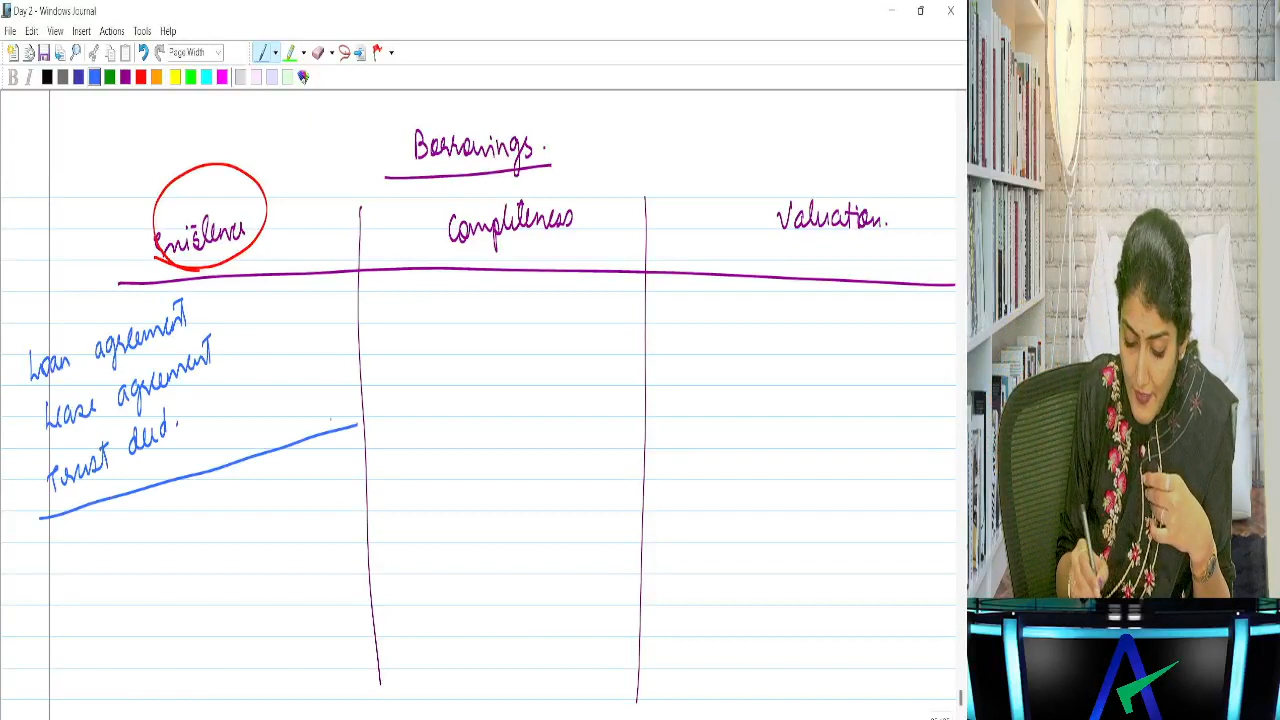 Day 2 - Windows Journal
File Edit View Insert Actions Tools Help
Page Width
B I
Borrowings.
Existence Completeness Valuation.
Loan agreement
Lease agreement
Trust deed.